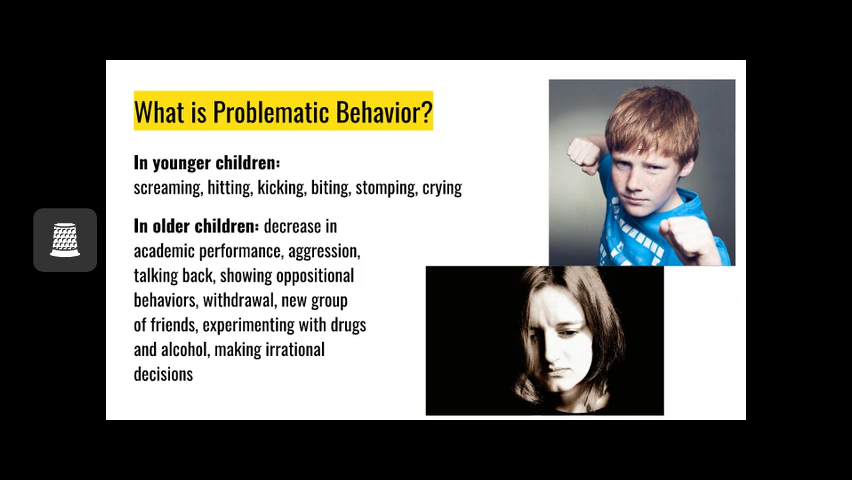 What is Problematic Behavior?
In younger children:
screaming, hitting, kicking, biting, stomping, crying
In older children: decrease in
academic performance, aggression,
talking back, showing oppositional
behaviors, withdrawal, new group
of friends, experimenting with drugs
and alcohol, making irrational
decisions